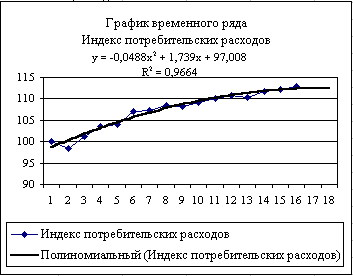 График временного ряда
Индекс потребительских расходов
y = -0,0488x² + 1,739x + 97,008
R² = 0,9664
115
110
105
100
95
90
1 2 3 4 5 6 7 8 9 10 11 12 13 14 15 16 17 18
Индекс потребительских расходов
Полиномиальный (Индекс потребительских расходов)